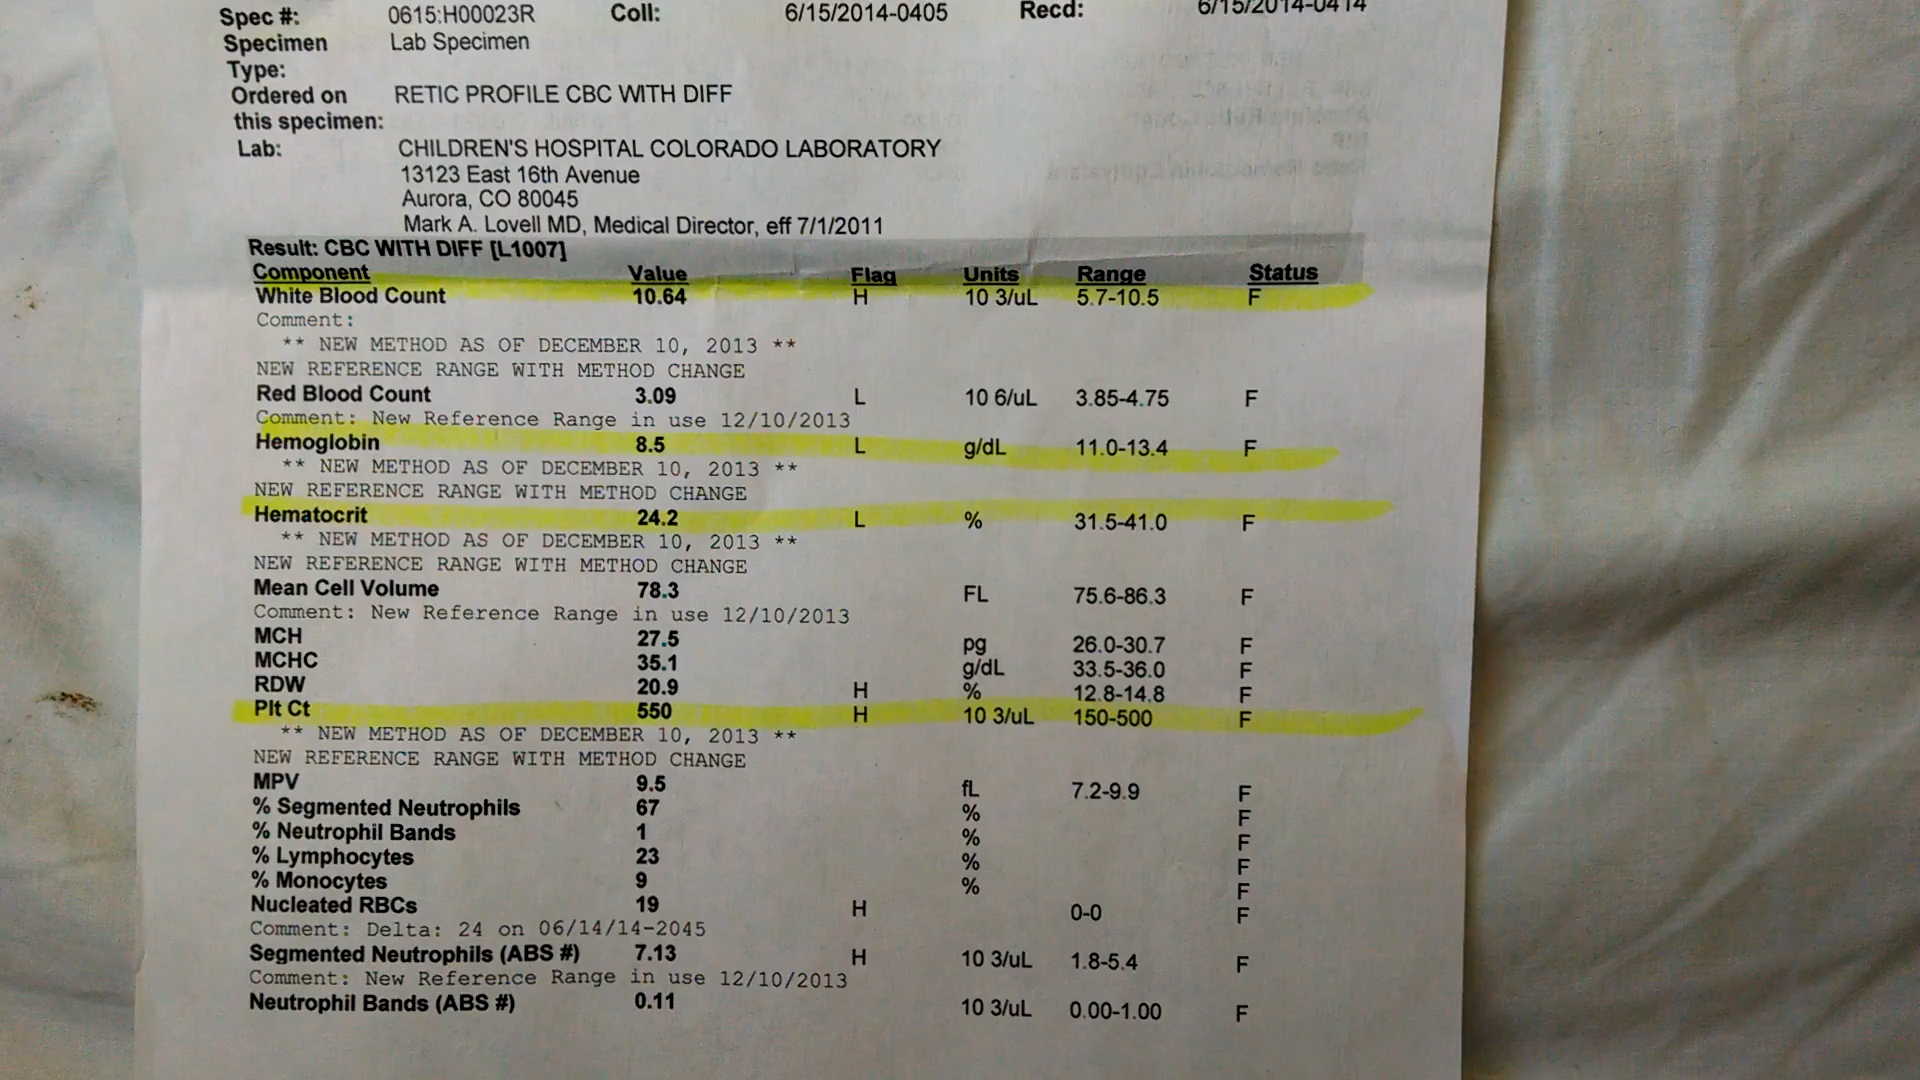 Spec #: 0615:H00023R Coll: 6/15/2014-0405 Recd: 6/15/2014-0414
Specimen Lab Specimen
Type:
Ordered on RETIC PROFILE CBC WITH DIFF
this specimen:
Lab: CHILDREN'S HOSPITAL COLORADO LABORATORY
13123 East 16th Avenue
Aurora, CO 80045
Mark A. Lovell MD, Medical Director, eff 7/1/2011
Result: CBC WITH DIFF [L1007]
Component Value Flag Units Range Status
White Blood Count 10.64 H 10 3/uL 5.7-10.5 F
Comment:
** NEW METHOD AS OF DECEMBER 10, 2013 **
NEW REFERENCE RANGE WITH METHOD CHANGE
Red Blood Count 3.09 L 10 6/uL 3.85-4.75 F
Comment: New Reference Range in use 12/10/2013
Hemoglobin 8.5 L g/dL 11.0-13.4 F
** NEW METHOD AS OF DECEMBER 10, 2013 **
NEW REFERENCE RANGE WITH METHOD CHANGE
Hematocrit 24.2 L % 31.5-41.0 F
** NEW METHOD AS OF DECEMBER 10, 2013 **
NEW REFERENCE RANGE WITH METHOD CHANGE
Mean Cell Volume 78.3 FL 75.6-86.3 F
Comment: New Reference Range in use 12/10/2013
MCH 27.5 pg 26.0-30.7 F
MCHC 35.1 g/dL 33.5-36.0 F
RDW 20.9 H % 12.8-14.8 F
Plt Ct 550 H 10 3/uL 150-500 F
** NEW METHOD AS OF DECEMBER 10, 2013 **
NEW REFERENCE RANGE WITH METHOD CHANGE
MPV 9.5 fL 7.2-9.9 F
% Segmented Neutrophils 67 % F
% Neutrophil Bands 1 % F
% Lymphocytes 23 % F
% Monocytes 9 % F
Nucleated RBCs 19 H 0-0 F
Comment: Delta: 24 on 06/14/14-2045
Segmented Neutrophils (ABS #) 7.13 H 10 3/uL 1.8-5.4 F
Comment: New Reference Range in use 12/10/2013
Neutrophil Bands (ABS #) 0.11 10 3/uL 0.00-1.00 F